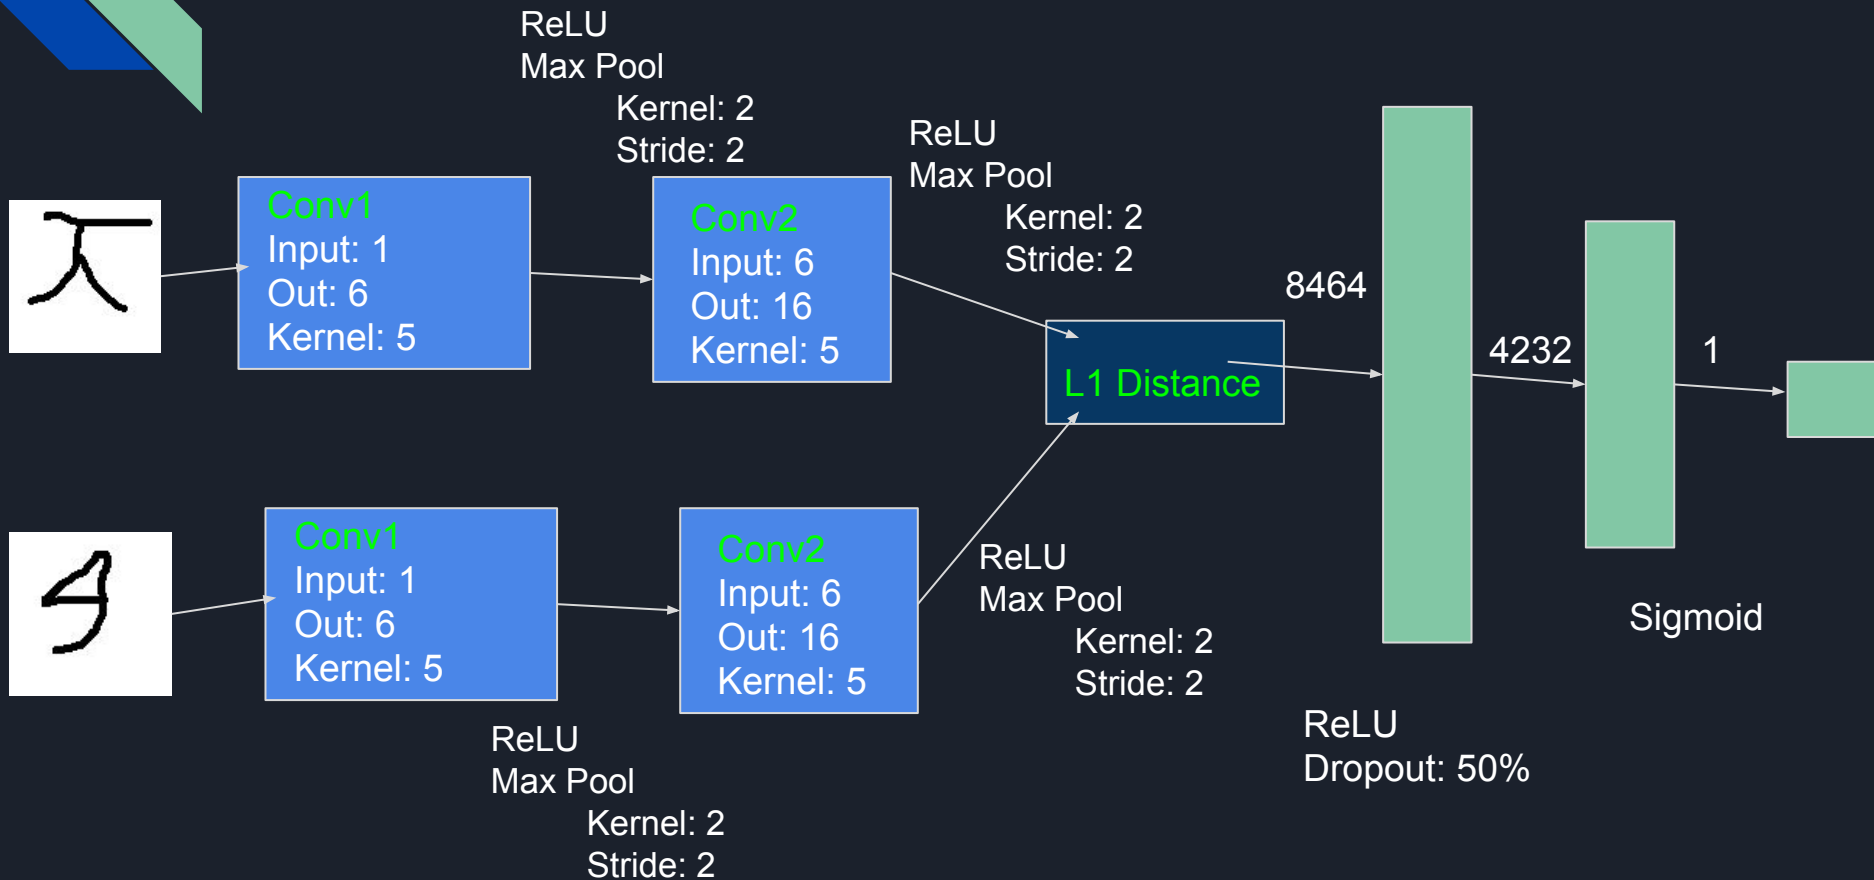 ReLU
Max Pool
Kernel: 2
Stride: 2
ReLU
Max Pool
Kernel: 2
Stride: 2
Conv1
Input: 1
Out: 6
Kernel: 5
Conv2
Input: 6
Out: 16
Kernel: 5
8464
4232
1
L1 Distance
Conv1
Input: 1
Out: 6
Kernel: 5
Conv2
Input: 6
Out: 16
Kernel: 5
ReLU
Max Pool
Kernel: 2
Stride: 2
Sigmoid
ReLU
Dropout: 50%
ReLU
Max Pool
Kernel: 2
Stride: 2